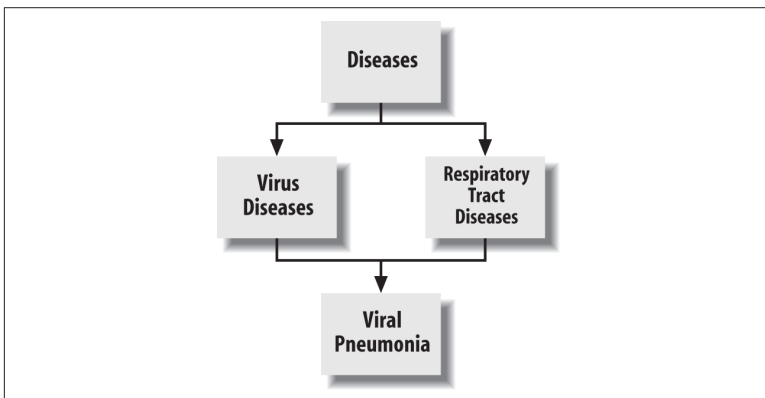 Diseases
Virus
Diseases
Respiratory
Tract
Diseases
Viral
Pneumonia